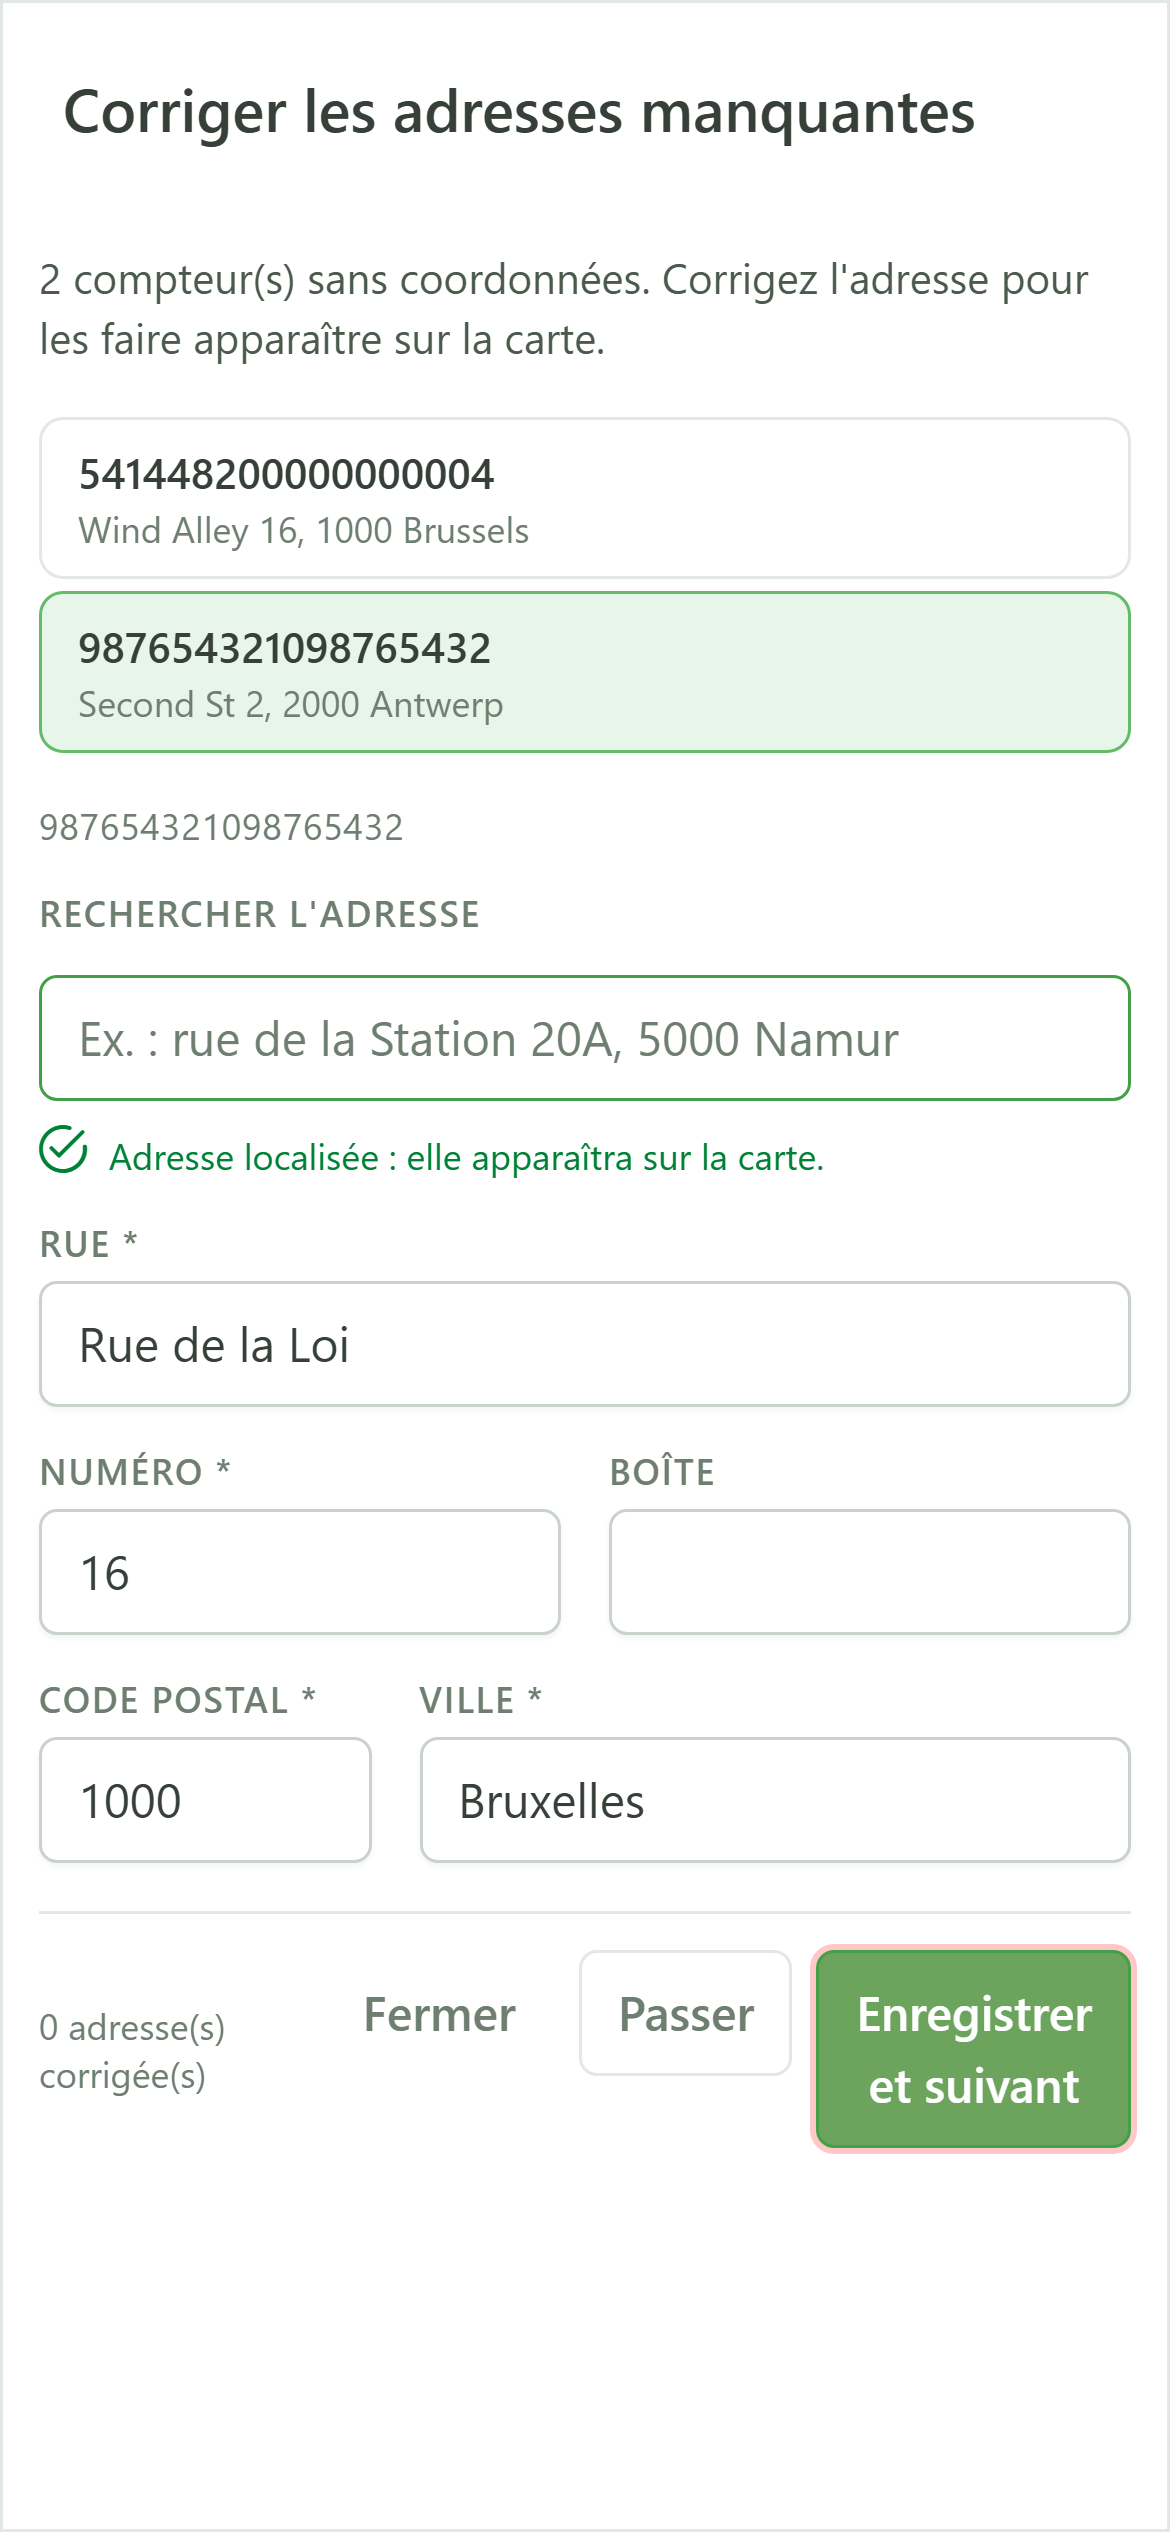 Corriger les adresses manquantes
2 compteur(s) sans coordonnées. Corrigez l'adresse pour
les faire apparaître sur la carte.
541448200000000004
Wind Alley 16, 1000 Brussels
987654321098765432
Second St 2, 2000 Antwerp
987654321098765432
RECHERCHER L'ADRESSE
Ex. : rue de la Station 20A, 5000 Namur
Adresse localisée : elle apparaîtra sur la carte.
RUE *
Rue de la Loi
NUMÉRO *
BOÎTE
16
CODE POSTAL *
VILLE *
1000
Bruxelles
0 adresse(s)
corrigée(s)
Fermer
Passer
Enregistrer
et suivant